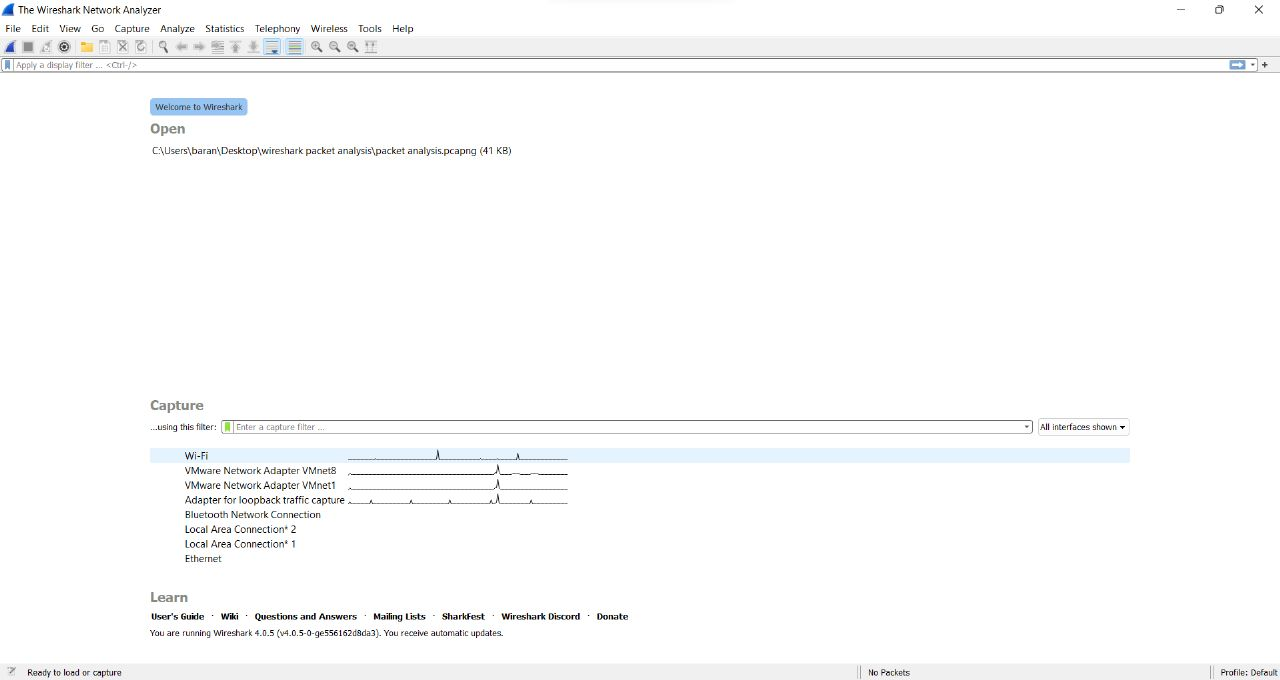 The Wireshark Network Analyzer
File Edit View Go Capture Analyze Statistics Telephony Wireless Tools Help
Apply a display filter ... <Ctrl-/>
Welcome to Wireshark
Open
C:\Users\baran\Desktop\wireshark packet analysis\packet analysis.pcapng (41 KB)
Capture
...using this filter: Enter a capture filter ... All interfaces shown
Wi-Fi
VMware Network Adapter VMnet8
VMware Network Adapter VMnet1
Adapter for loopback traffic capture
Bluetooth Network Connection
Local Area Connection* 2
Local Area Connection* 1
Ethernet
Learn
User's Guide · Wiki · Questions and Answers · Mailing Lists · SharkFest · Wireshark Discord · Donate
You are running Wireshark 4.0.5 (v4.0.5-0-ge556162d8da3). You receive automatic updates.
Ready to load or capture No Packets Profile: Default